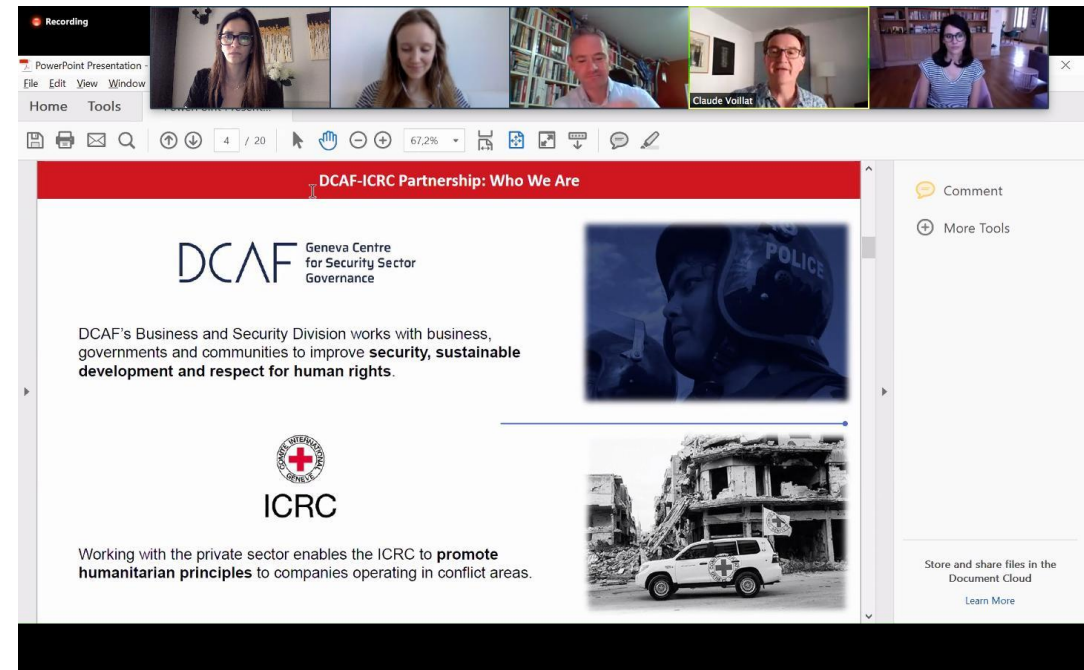 Recording
PowerPoint Presentation -
File Edit View Window
Home Tools
Claude Voillat
4 / 20
67,2%
DCAF-ICRC Partnership: Who We Are
Comment
More Tools
DCAF
Geneva Centre
for Security Sector
Governance
POLICE
DCAF's Business and Security Division works with business,
governments and communities to improve security, sustainable
development and respect for human rights.
COMITE INTERNATIONAL
GENEVE
ICRC
Working with the private sector enables the ICRC to promote
humanitarian principles to companies operating in conflict areas.
Store and share files in the
Document Cloud
Learn More